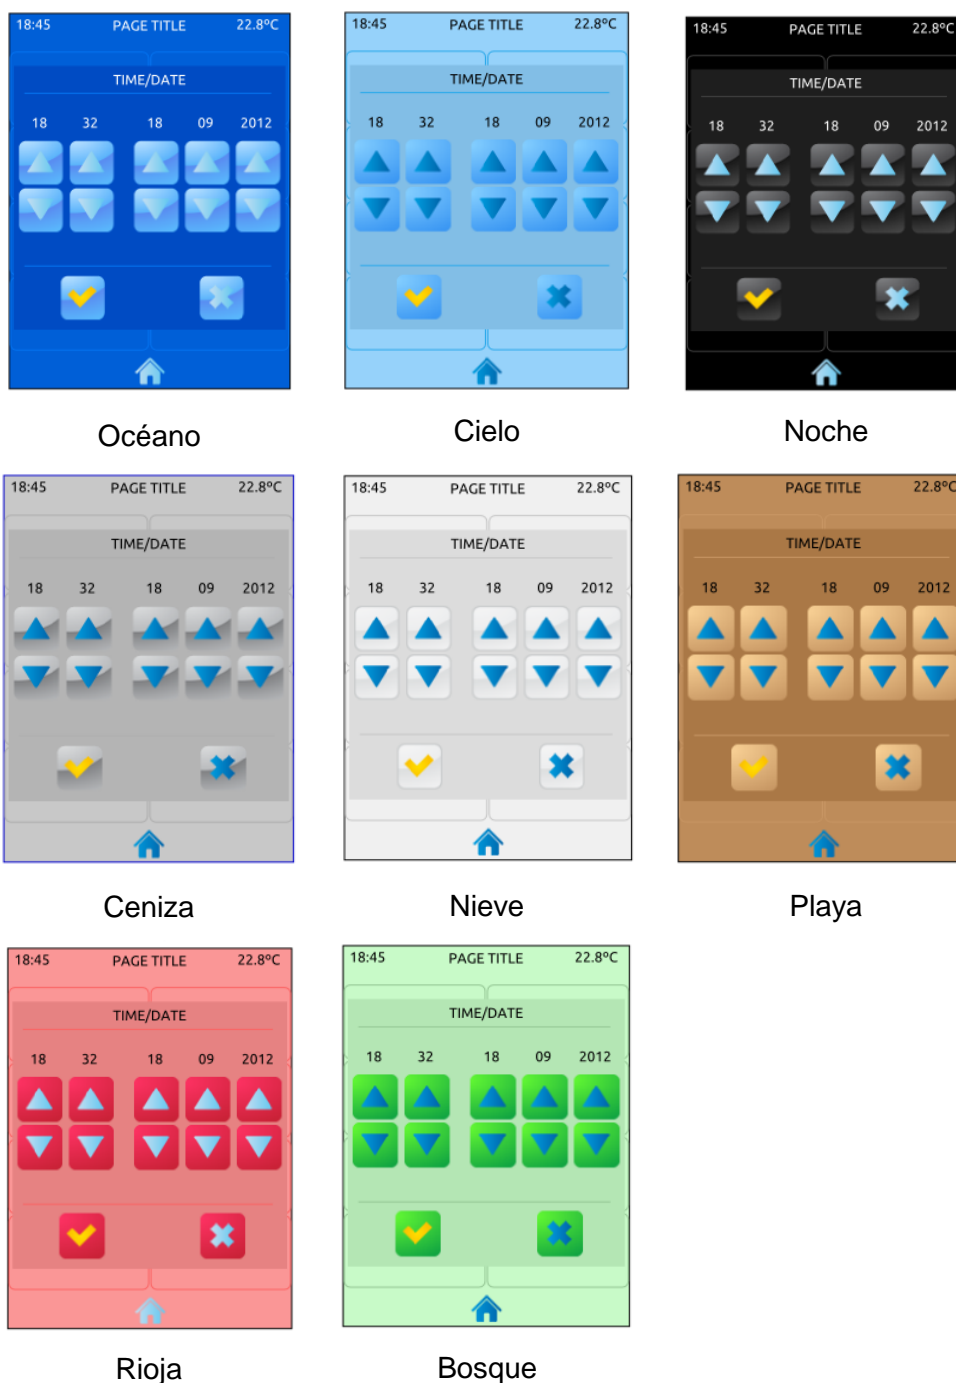 18:45 PAGE TITLE 22.8ºC
TIME/DATE
18 32 18 09 2012
Océano
18:45 PAGE TITLE 22.8ºC
TIME/DATE
18 32 18 09 2012
Cielo
18:45 PAGE TITLE 22.8ºC
TIME/DATE
18 32 18 09 2012
Noche
18:45 PAGE TITLE 22.8ºC
TIME/DATE
18 32 18 09 2012
Ceniza
18:45 PAGE TITLE 22.8ºC
TIME/DATE
18 32 18 09 2012
Nieve
18:45 PAGE TITLE 22.8ºC
TIME/DATE
18 32 18 09 2012
Playa
18:45 PAGE TITLE 22.8ºC
TIME/DATE
18 32 18 09 2012
Rioja
18:45 PAGE TITLE 22.8ºC
TIME/DATE
18 32 18 09 2012
Bosque